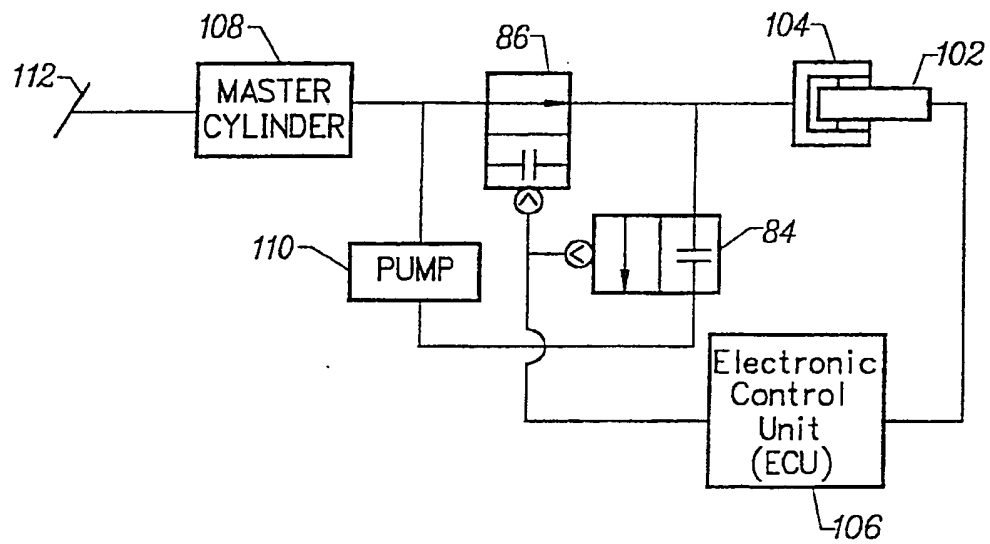 108
86
104
102
112
MASTER
CYLINDER
110
PUMP
84
Electronic
Control
Unit
(ECU)
106